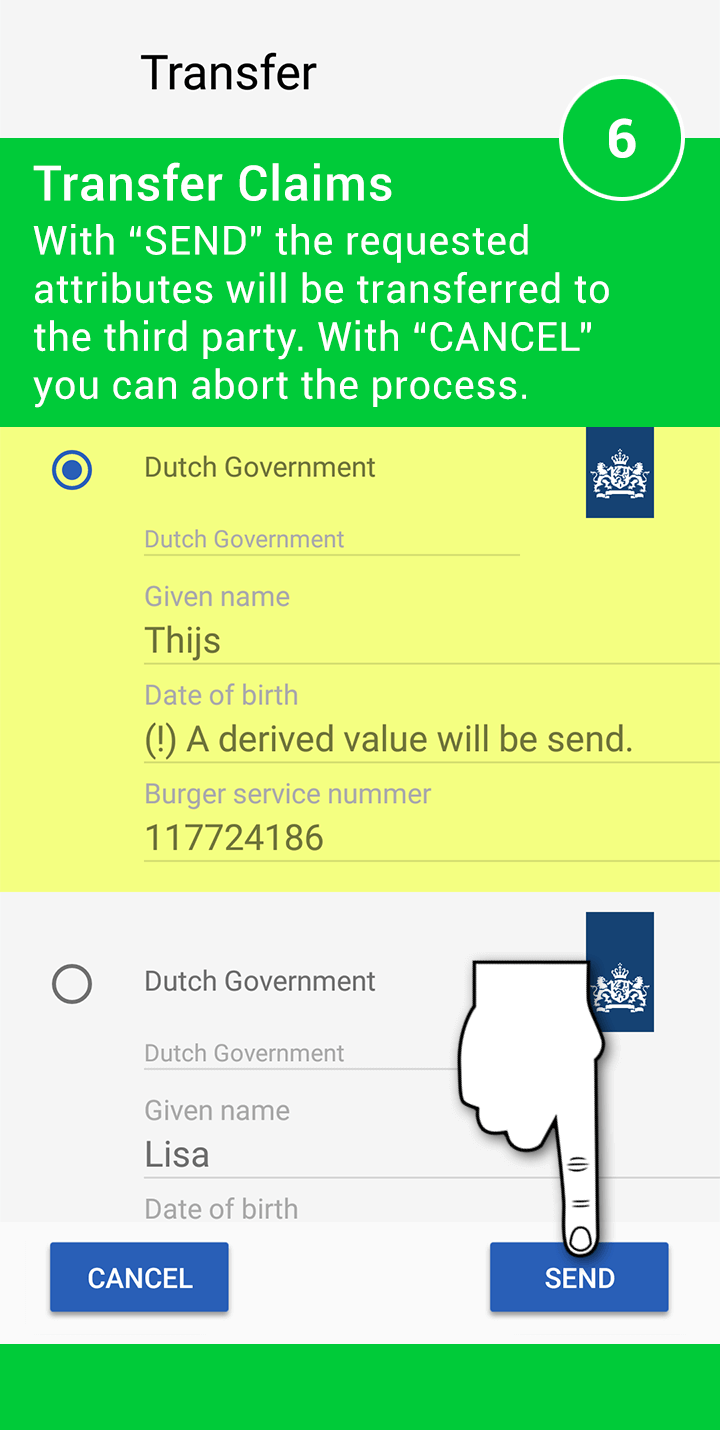 Transfer
6
Transfer Claims
With “SEND” the requested
attributes will be transferred to
the third party. With “CANCEL”
you can abort the process.
Dutch Government
Dutch Government
Given name
Thijs
Date of birth
(!) A derived value will be send.
Burger service nummer
117724186
Dutch Government
Dutch Government
Given name
Lisa
Date of birth
CANCEL
SEND